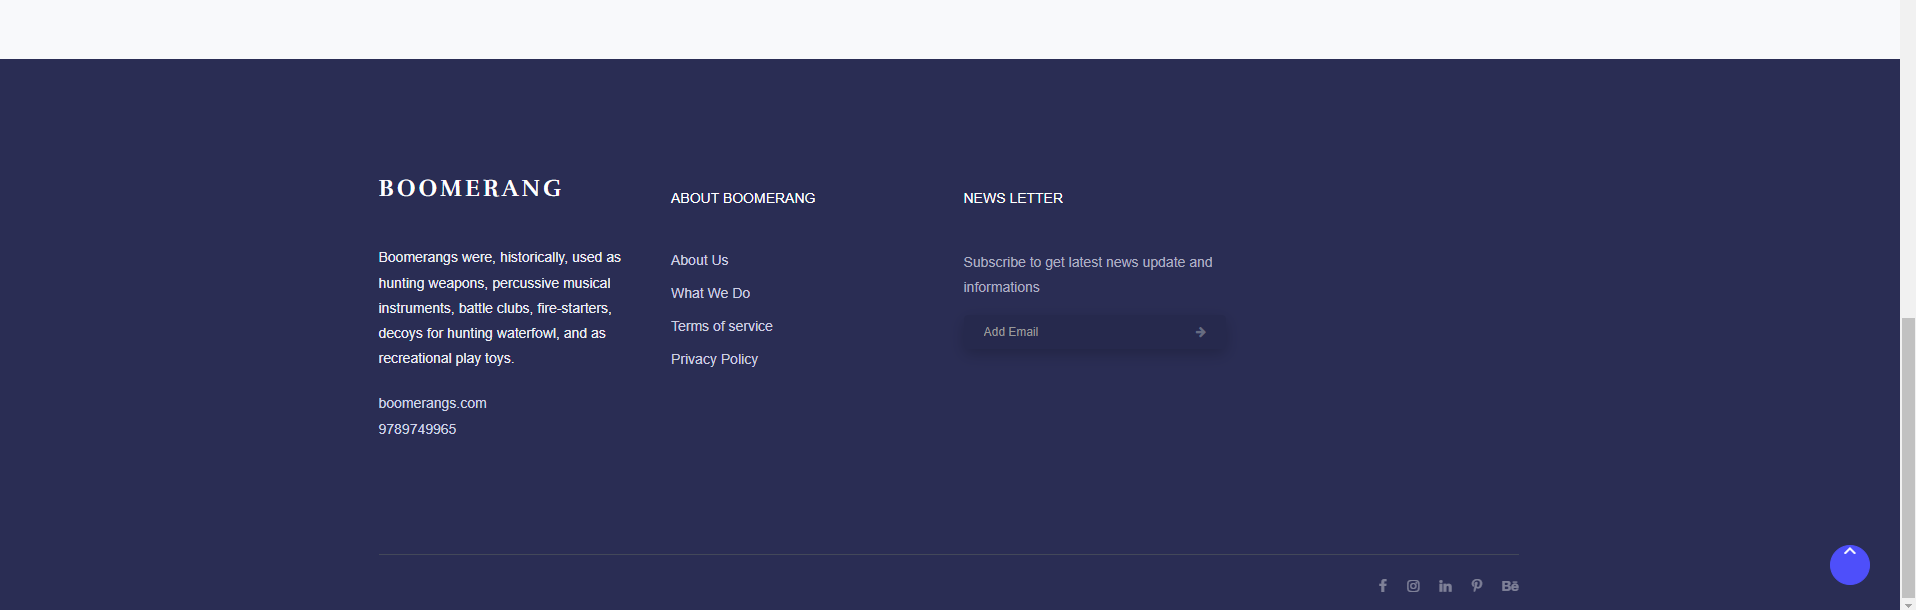 BOOMERANG
Boomerangs were, historically, used as
hunting weapons, percussive musical
instruments, battle clubs, fire-starters,
decoys for hunting waterfowl, and as
recreational play toys.
boomerangs.com
9789749965
ABOUT BOOMERANG
About Us
What We Do
Terms of service
Privacy Policy
NEWS LETTER
Subscribe to get latest news update and
informations
Add Email
Bē